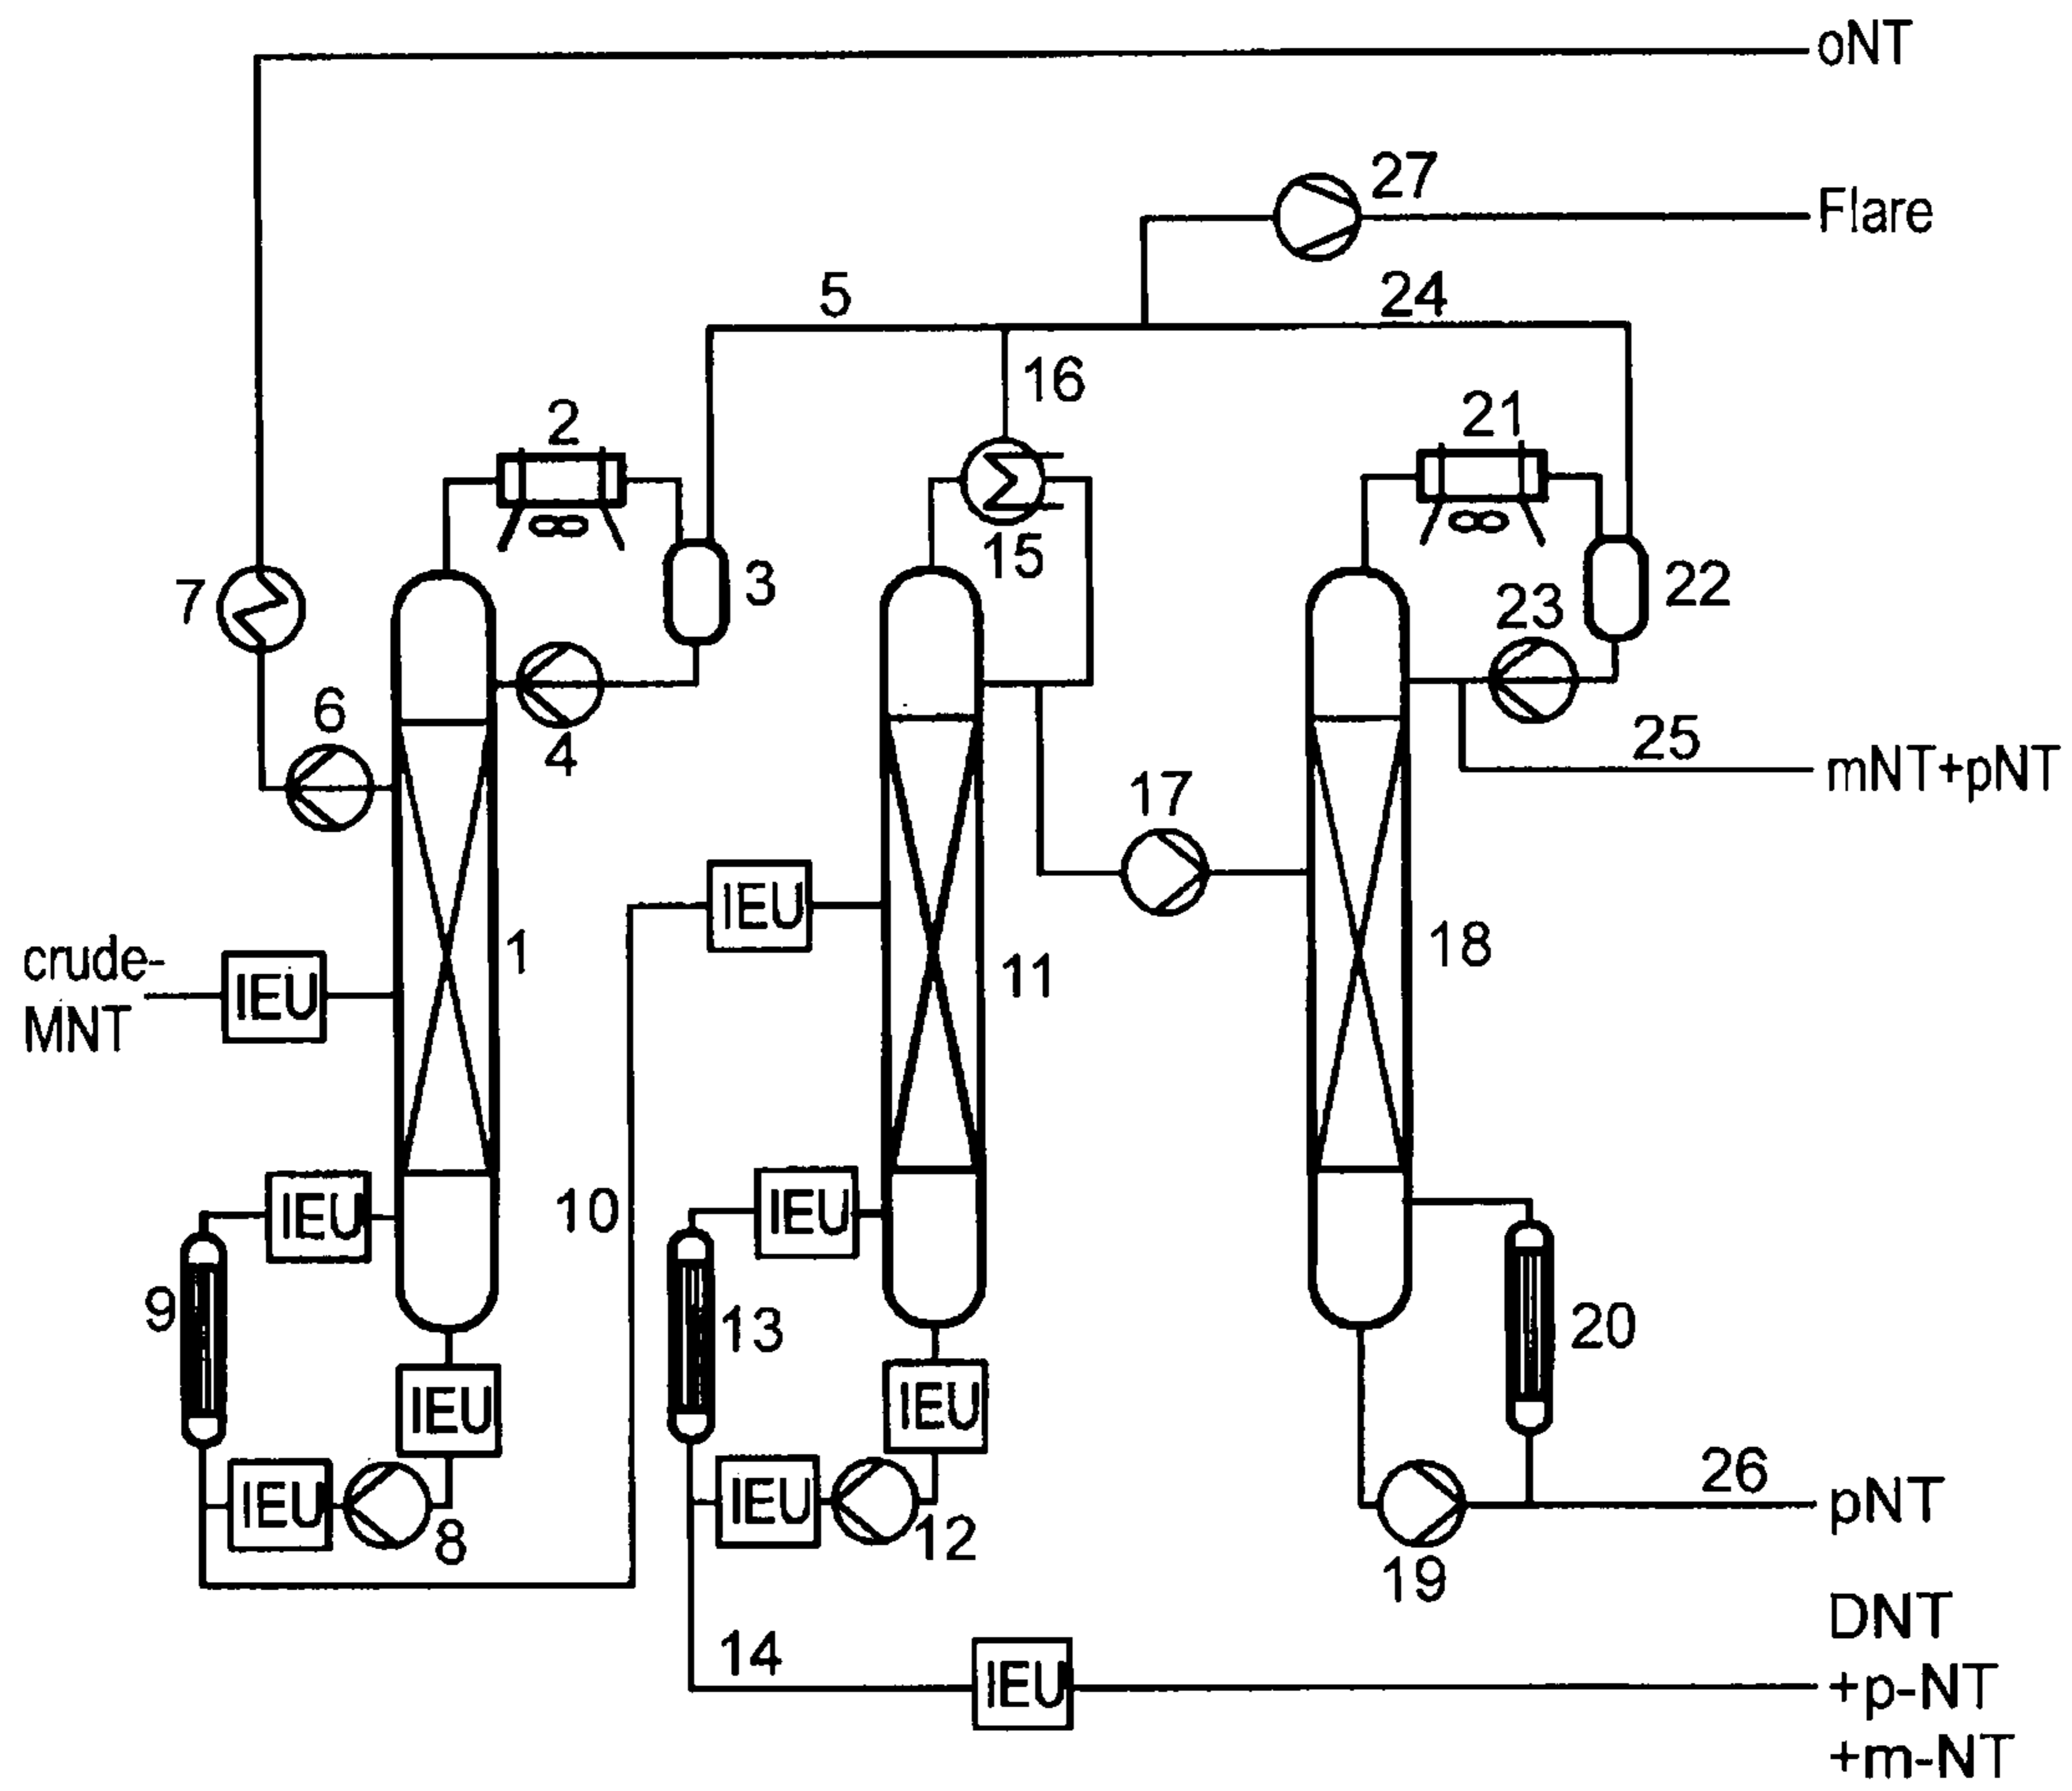 oNT
27
Flare
5
24
16
2
21
15
7
3
22
23
6
4
25
mNT+pNT
17
IEU
crude-
MNT
IEU
1
11
18
IEU
10
IEU
9
13
20
IEU
IEU
26
IEU
8
IEU
12
pNT
19
DNT
14
IEU
+p-NT
+m-NT